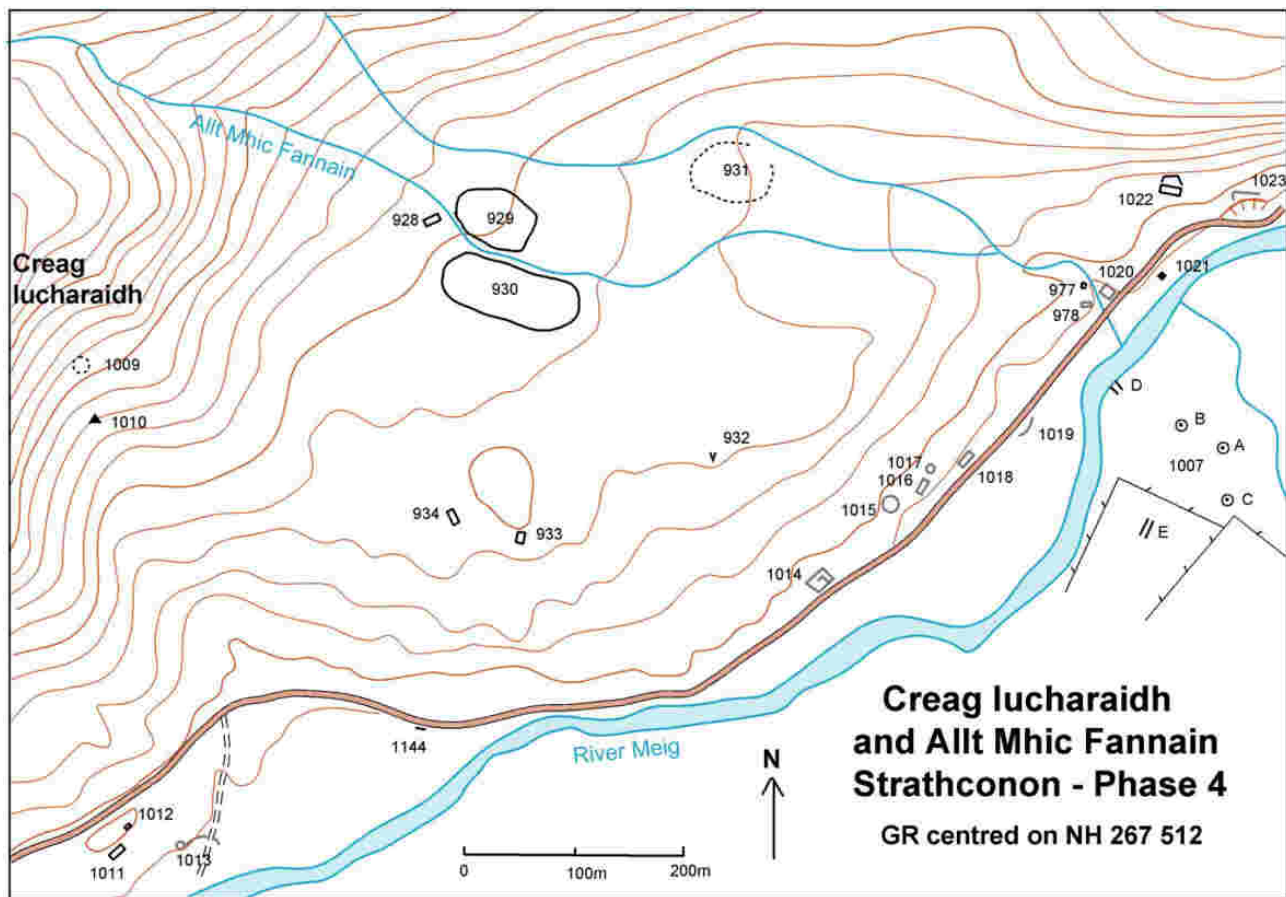 Allt Mhic Fannain
931
1022
1023
928
929
Creag
Iucharaidh
930
977
1020
1021
978
1009
D
1010
B
932
1019
A
1017
1007
1016
1018
934
1015
C
933
E
1014
Creag Iucharaidh
and Allt Mhic Fannain
Strathconon - Phase 4
GR centred on NH 267 512
1144
River Meig
N
1012
1013
1011
0 100m 200m